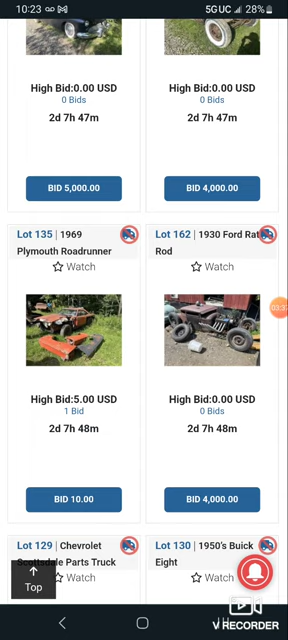 10:23
5G UC 28%
High Bid:0.00 USD
0 Bids
2d 7h 47m
BID 5,000.00
High Bid:0.00 USD
0 Bids
2d 7h 47m
BID 4,000.00
Lot 135 | 1969
Plymouth Roadrunner
Watch
High Bid:5.00 USD
1 Bid
2d 7h 48m
BID 10.00
Lot 162 | 1930 Ford Rat
Rod
Watch
High Bid:0.00 USD
0 Bids
2d 7h 48m
BID 4,000.00
03:37
Lot 129 | Chevrolet
Scottsdale Parts Truck
Watch
Lot 130 | 1950's Buick
Eight
Watch
Top
V RECORDER